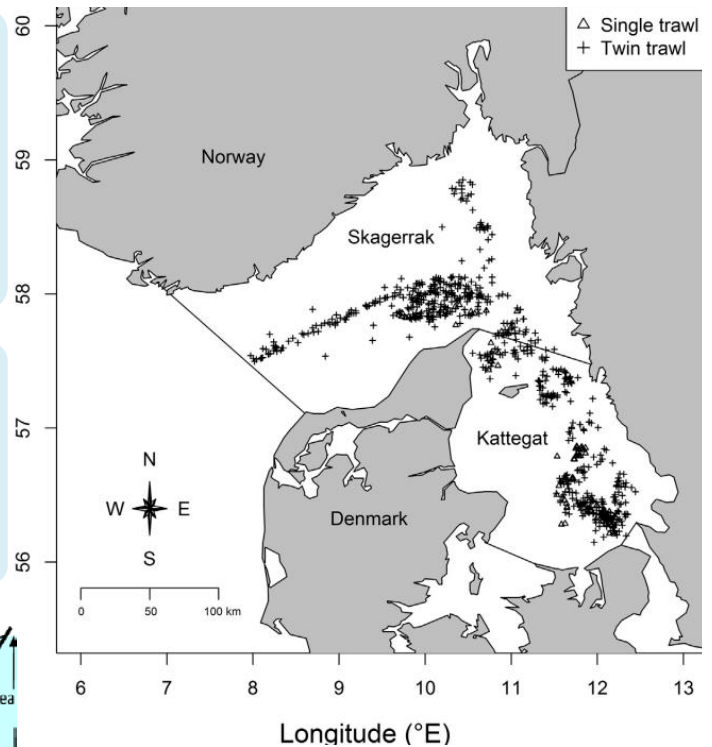 60
Single trawl
Twin trawl
59
Norway
Skagerrak
58
57
Kattegat
N
W E
Denmark
S
56
0 50 100 km
ea
6 7 8 9 10 11 12 13
Longitude (°E)